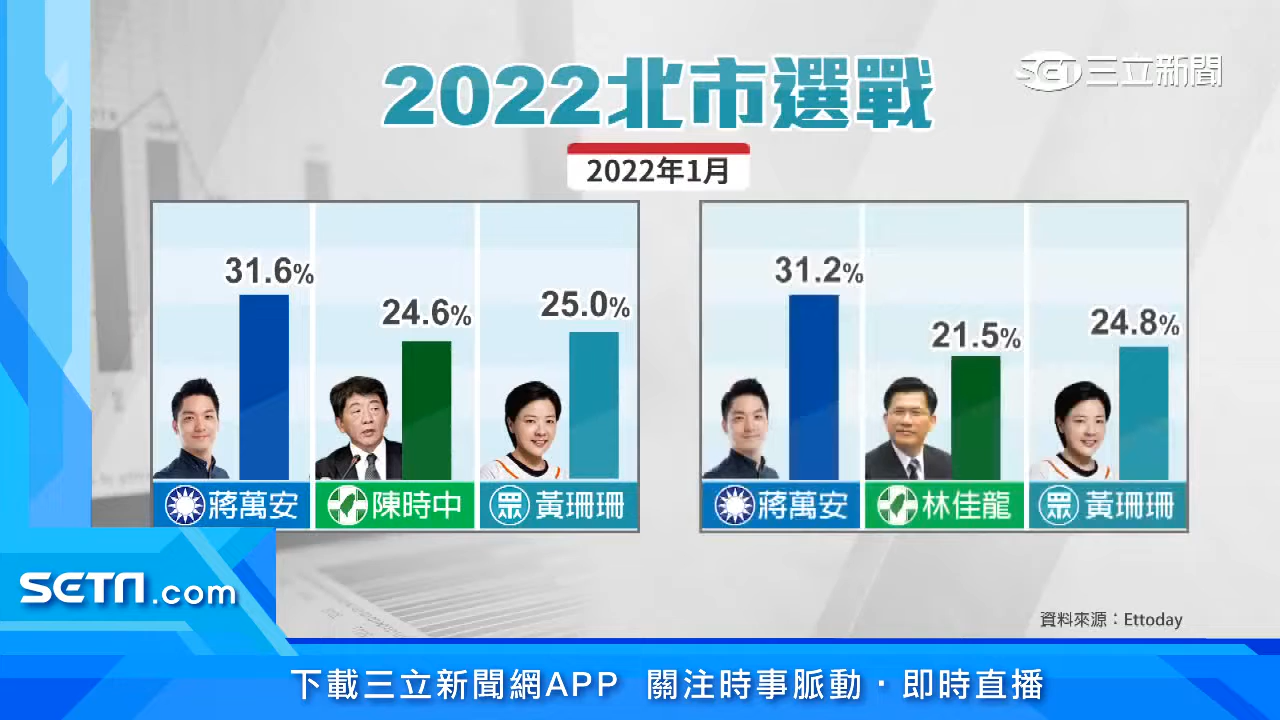 2022北市選戰
SET三立新聞
2022年1月
31.6%
24.6%
25.0%
蔣萬安
陳時中
眾
黃珊珊
31.2%
21.5%
24.8%
蔣萬安
林佳龍
眾
黃珊珊
資料來源：Ettoday
SETN.com
下載三立新聞網APP 關注時事脈動·即時直播